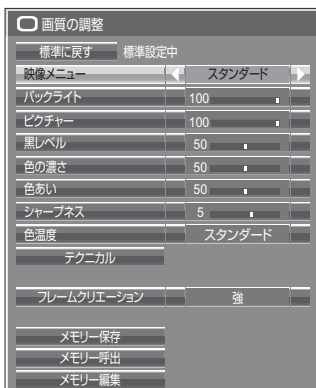 画質の調整
標準に戻す 標準設定中
映像メニュー スタンダード
バックライト 100
ピクチャー 100
黒レベル 50
色の濃さ 50
色あい 50
シャープネス 5
色温度 スタンダード
テクニカル
フレームクリエーション 強
メモリー保存
メモリー呼出
メモリー編集